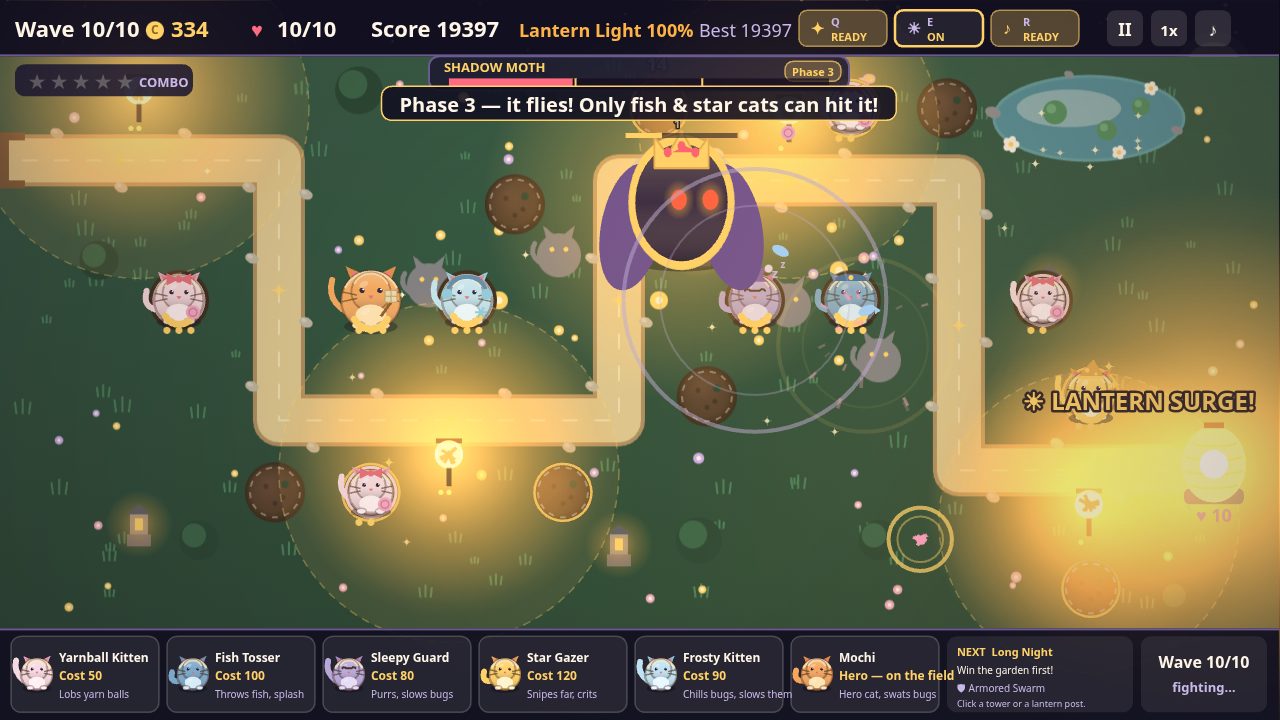 Wave 10/10 C 334 ♥ 10/10 Score 19397 Lantern Light 100% Best 19397
Q READY
E ON
R READY
II 1x ♪
★★★★★ COMBO
SHADOW MOTH
Phase 3
Phase 3 — it flies! Only fish & star cats can hit it!
z
z
☀ LANTERN SURGE!
♥ 10
Yarnball Kitten
Cost 50
Lobs yarn balls
Fish Tosser
Cost 100
Throws fish, splash
Sleepy Guard
Cost 80
Purrs, slows bugs
Star Gazer
Cost 120
Snipes far, crits
Frosty Kitten
Cost 90
Chills bugs, slows them
Mochi
Hero — on the field
Hero cat, swats bugs
NEXT Long Night
Win the garden first!
Armored Swarm
Click a tower or a lantern post.
Wave 10/10
fighting...